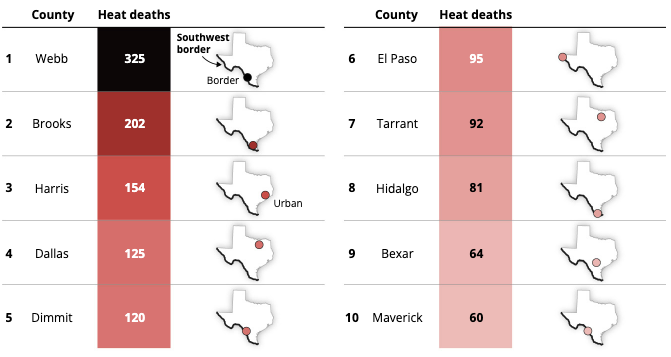 County Heat deaths
Southwest
border
1 Webb 325
Border
2 Brooks 202
3 Harris 154
Urban
4 Dallas 125
5 Dimmit 120
County Heat deaths
6 El Paso 95
7 Tarrant 92
8 Hidalgo 81
9 Bexar 64
10 Maverick 60